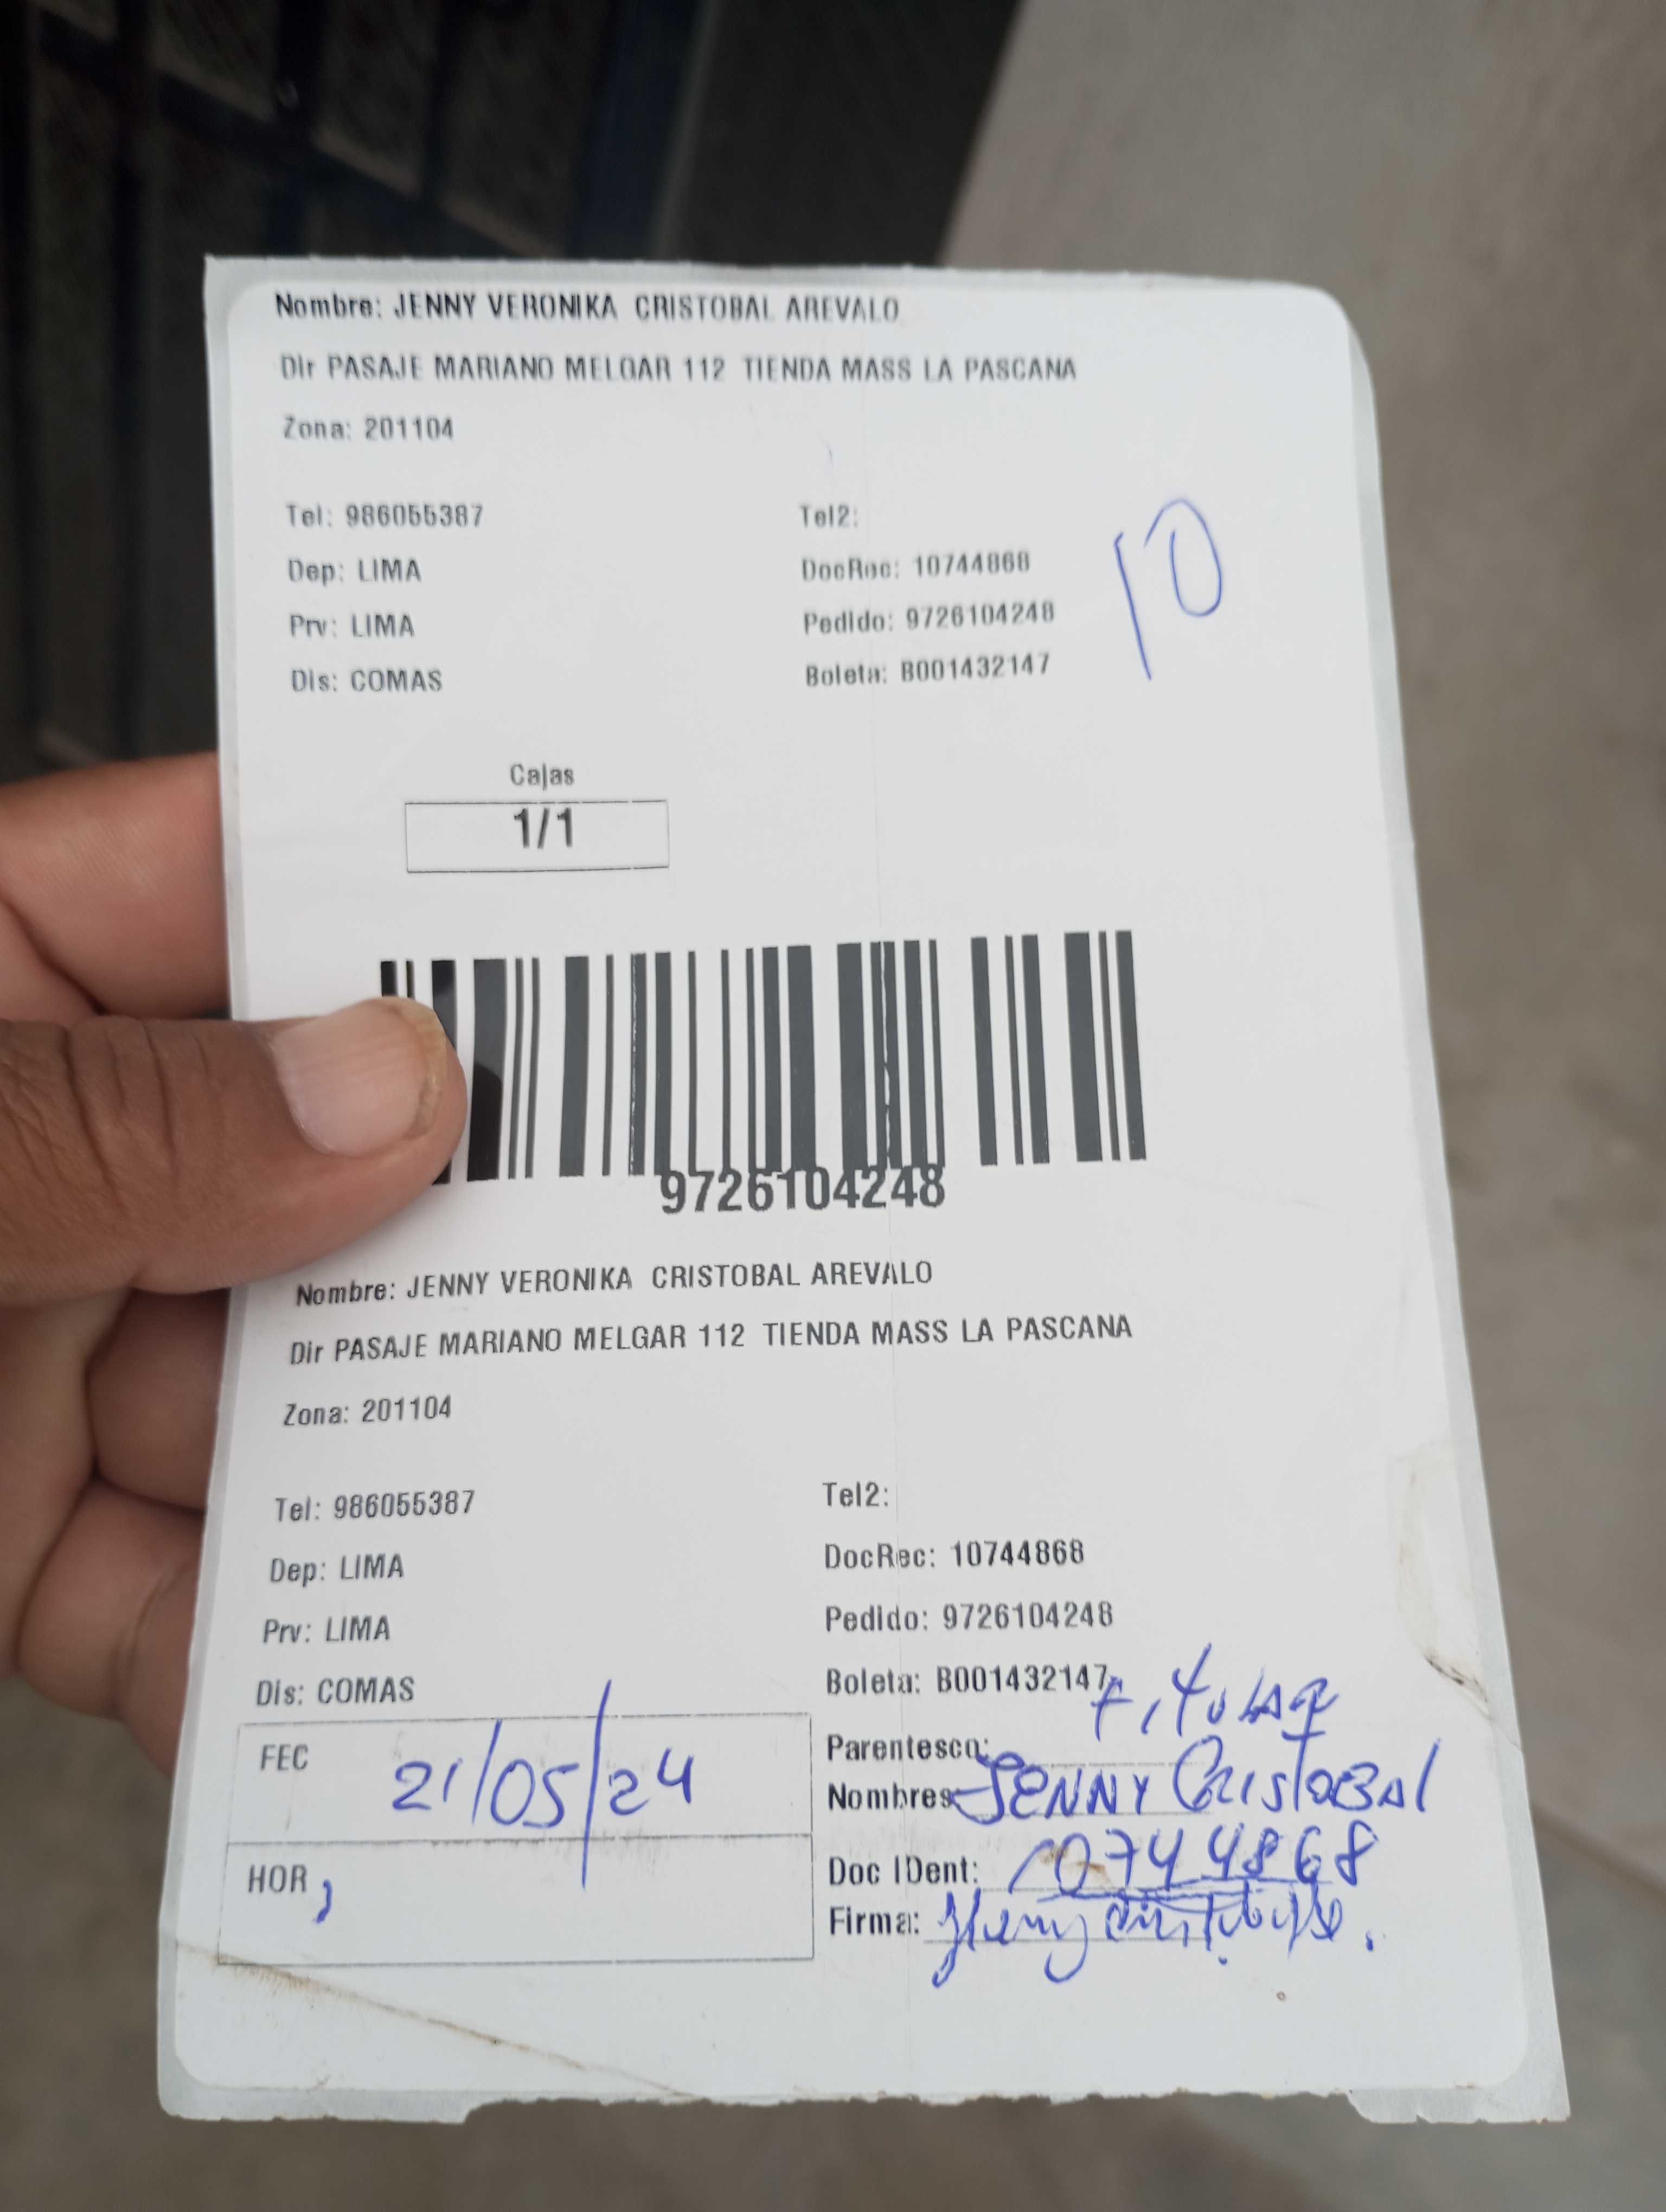 Nombre: JENNY VERONIKA CRISTOBAL AREVALO
Dir PASAJE MARIANO MELGAR 112 TIENDA MASS LA PASCANA
Zona: 201104
Tel: 986055387 Tel2:
Dep: LIMA DocRec: 10744868
Prv: LIMA Pedido: 9726104248
Dis: COMAS Boleta: B001432147
10
Cajas
1/1
9726104248
Nombre: JENNY VERONIKA CRISTOBAL AREVALO
Dir PASAJE MARIANO MELGAR 112 TIENDA MASS LA PASCANA
Zona: 201104
Tel: 986055387 Tel2:
Dep: LIMA DocRec: 10744868
Prv: LIMA Pedido: 9726104248
Dis: COMAS Boleta: B001432147
FEC 21/05/24
HOR
Parentesco: titular
Nombres JENNY CRISTOBAL
Doc IDent: 10744868
Firma: